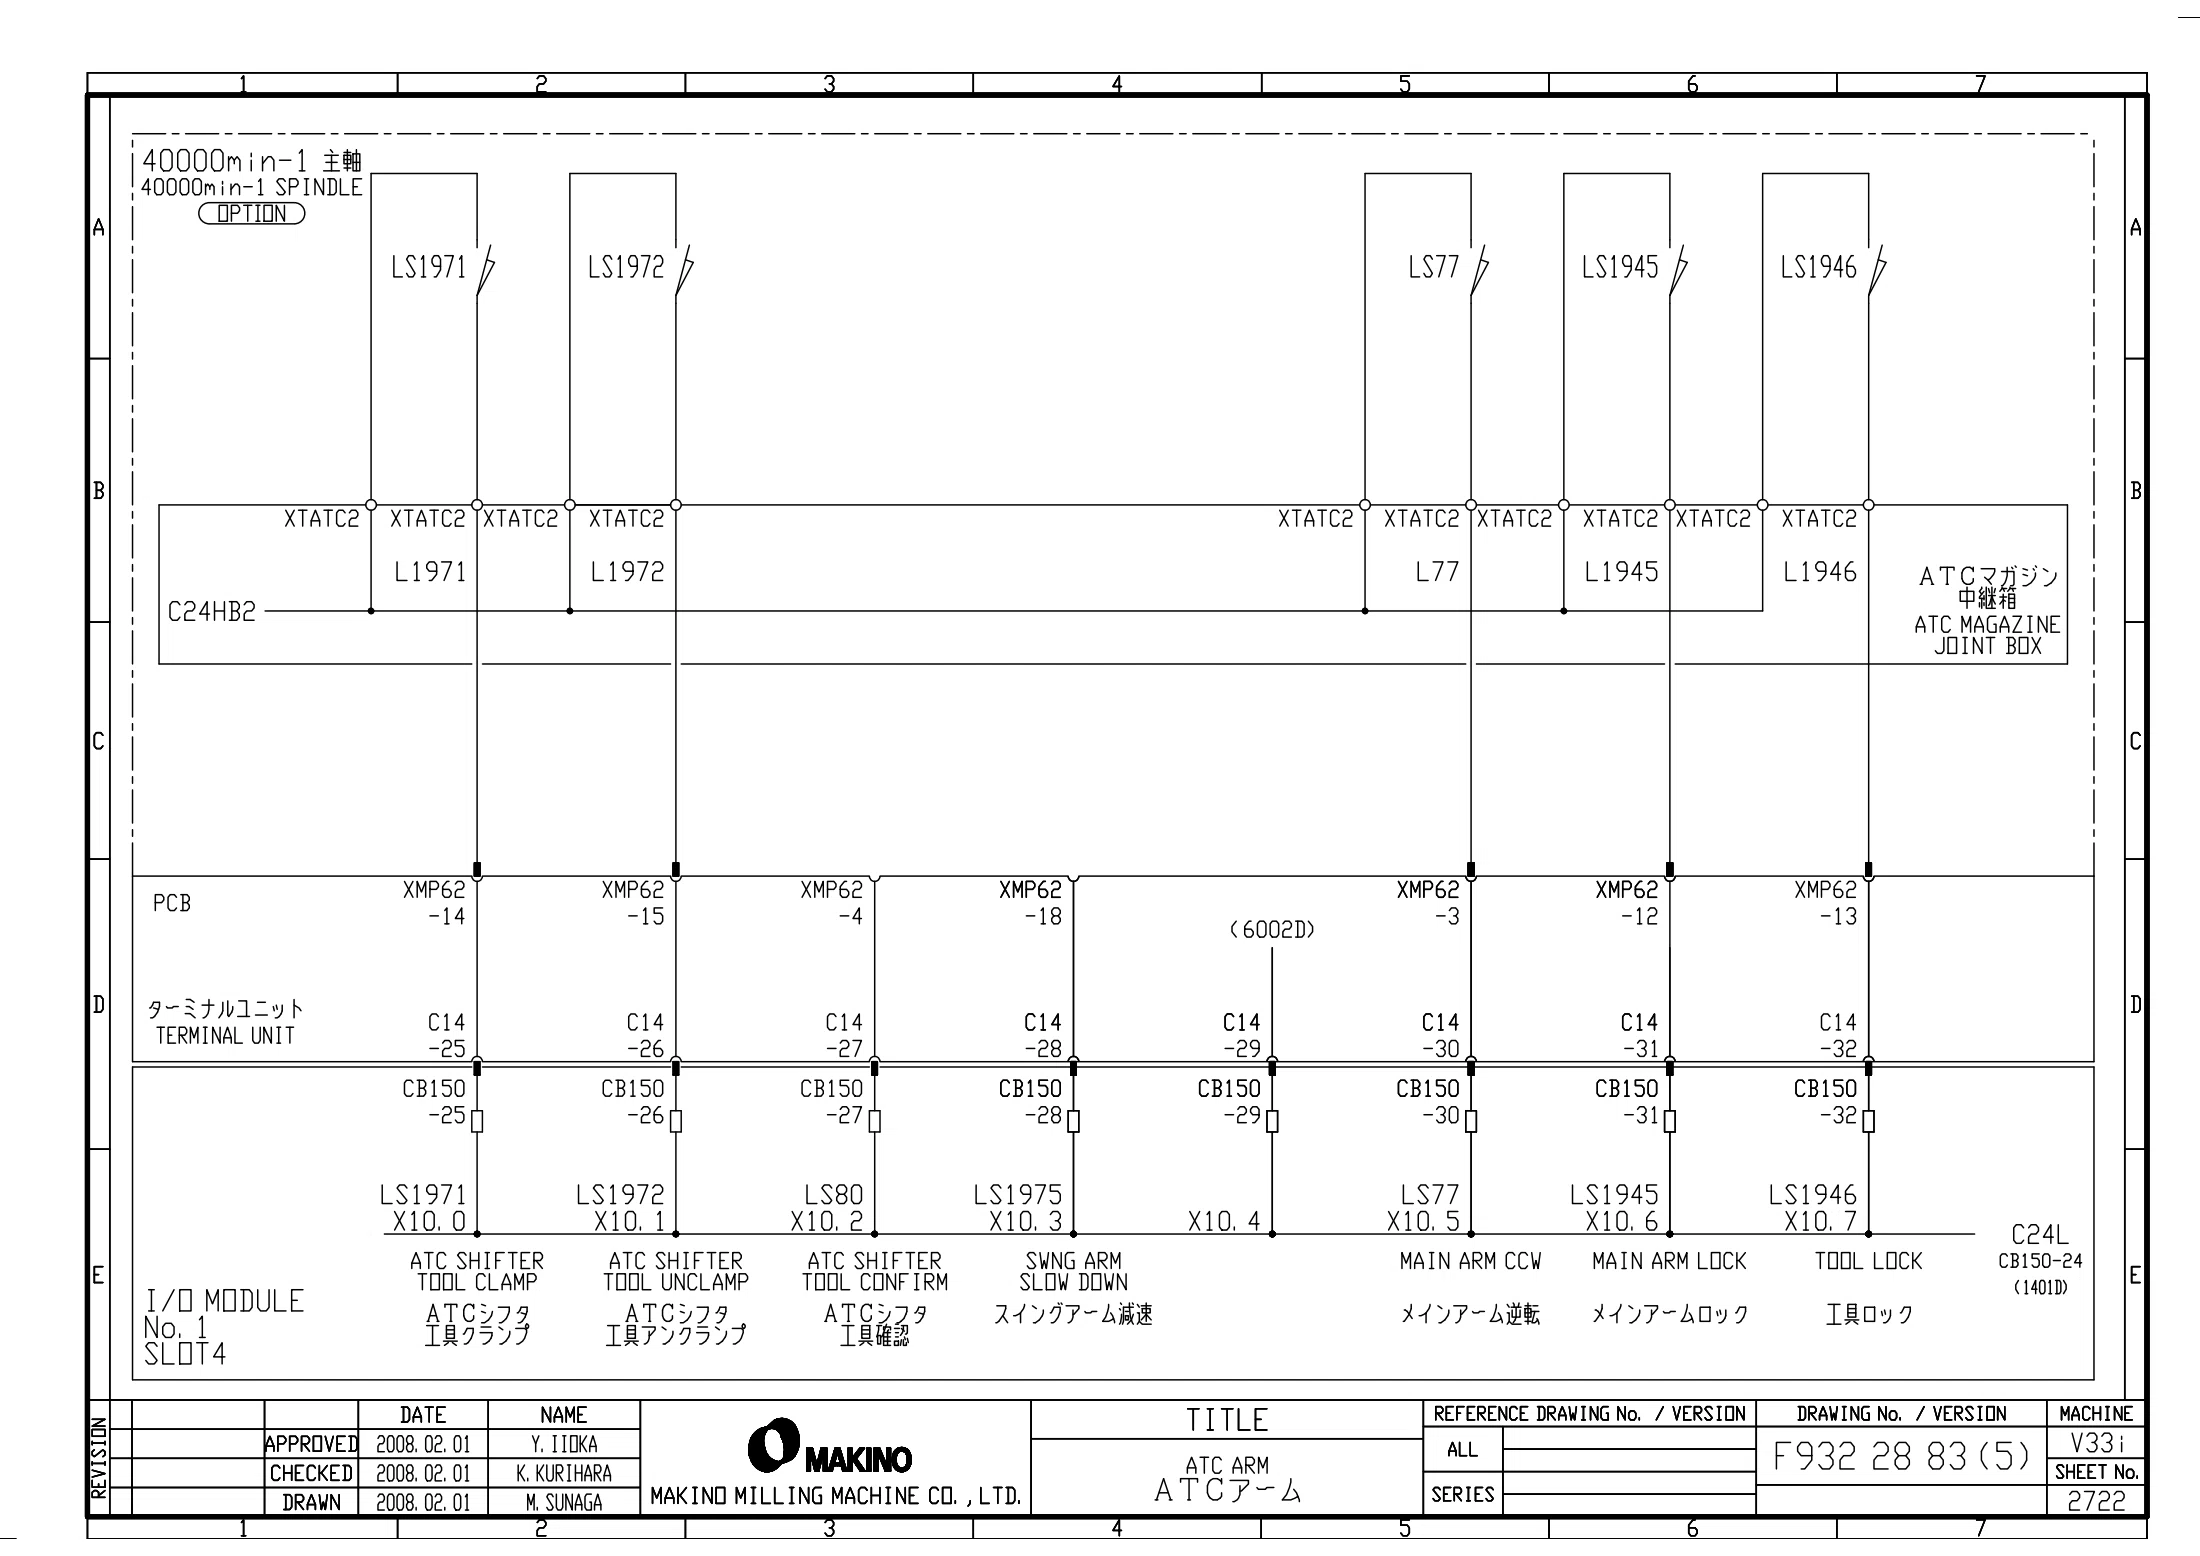 1 2 3 4 5 6 7
40000min-1 主軸
40000min-1 SPINDLE
OPTION
A A
LS1971 LS1972 LS77 LS1945 LS1946
B B
XTATC2 XTATC2 XTATC2 XTATC2 XTATC2 XTATC2 XTATC2 XTATC2 XTATC2 XTATC2
L1971 L1972 L77 L1945 L1946
C24HB2
ATCマガジン
中継箱
ATC MAGAZINE
JOINT BOX
C C
PCB
XMP62 XMP62 XMP62 XMP62 XMP62 XMP62 XMP62
-14 -15 -4 -18 -3 -12 -13
(6002D)
D D
ターミナルユニット
TERMINAL UNIT
C14 C14 C14 C14 C14 C14 C14 C14
-25 -26 -27 -28 -29 -30 -31 -32
CB150 CB150 CB150 CB150 CB150 CB150 CB150 CB150
-25 -26 -27 -28 -29 -30 -31 -32
LS1971 LS1972 LS80 LS1975 LS77 LS1945 LS1946
X10.0 X10.1 X10.2 X10.3 X10.4 X10.5 X10.6 X10.7
C24L
CB150-24
(1401D)
E E
ATC SHIFTER
TOOL CLAMP
ATCシフタ
工具クランプ
ATC SHIFTER
TOOL UNCLAMP
ATCシフタ
工具アンクランプ
ATC SHIFTER
TOOL CONFIRM
ATCシフタ
工具確認
SWNG ARM
SLOW DOWN
スイングアーム減速
MAIN ARM CCW
メインアーム逆転
MAIN ARM LOCK
メインアームロック
TOOL LOCK
工具ロック
I/O MODULE
No. 1
SLOT4
REVISION
DATE NAME
APPROVED 2008.02.01 Y. IIOKA
CHECKED 2008.02.01 K. KURIHARA
DRAWN 2008.02.01 M. SUNAGA
MAKINO
MAKINO MILLING MACHINE CO., LTD.
TITLE
ATC ARM
ATCアーム
REFERENCE DRAWING No. / VERSION
ALL
SERIES
DRAWING No. / VERSION
F932 28 83(5)
MACHINE
V33i
SHEET No.
2722
1 2 3 4 5 6 7